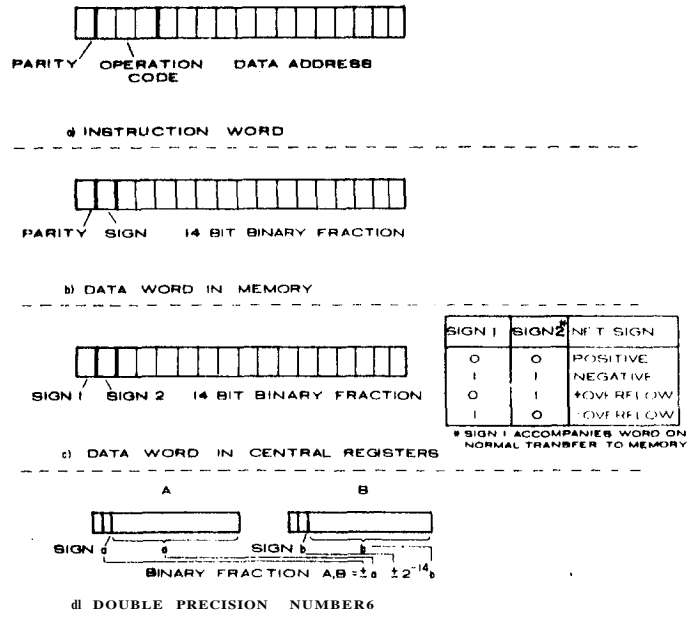 PARITY OPERATION CODE DATA ADDRESS
a) INSTRUCTION WORD
PARITY SIGN 14 BIT BINARY FRACTION
b) DATA WORD IN MEMORY
SIGN 1 SIGN 2* NET SIGN
0 0 POSITIVE
1 1 NEGATIVE
0 1 +OVERFLOW
1 0 -OVERFLOW
* SIGN 1 ACCOMPANIES WORD ON
NORMAL TRANSFER TO MEMORY
SIGN 1 SIGN 2 14 BIT BINARY FRACTION
c) DATA WORD IN CENTRAL REGISTERS
A B
SIGN a a SIGN b b
BINARY FRACTION A,B = ±a ±2⁻¹⁴b
dl DOUBLE PRECISION NUMBER6